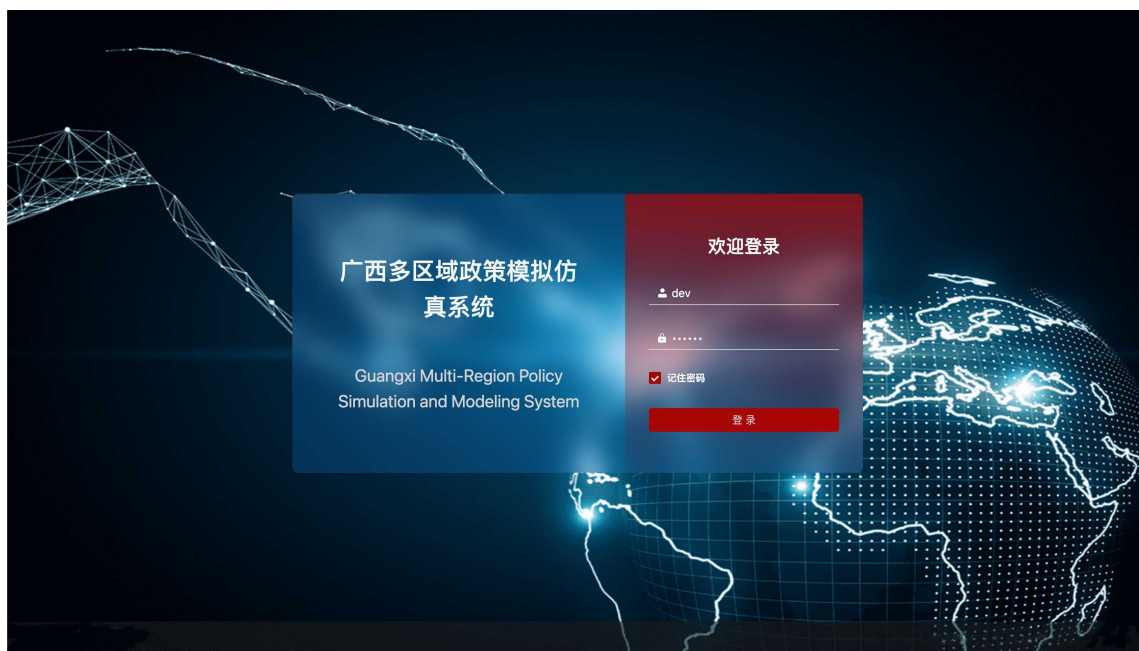 广西多区域政策模拟仿
真系统
Guangxi Multi-Region Policy
Simulation and Modeling System
欢迎登录
dev
••••••
记住密码
登 录